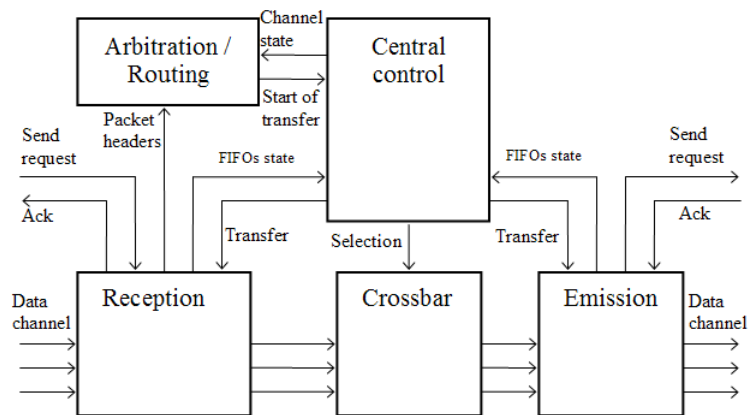 Arbitration /
Routing
Channel
state
Central
control
Start of
transfer
Packet
headers
Send
request
FIFOs state
FIFOs state
Send
request
Ack
Ack
Transfer
Selection
Transfer
Reception
Crossbar
Emission
Data
channel
Data
channel